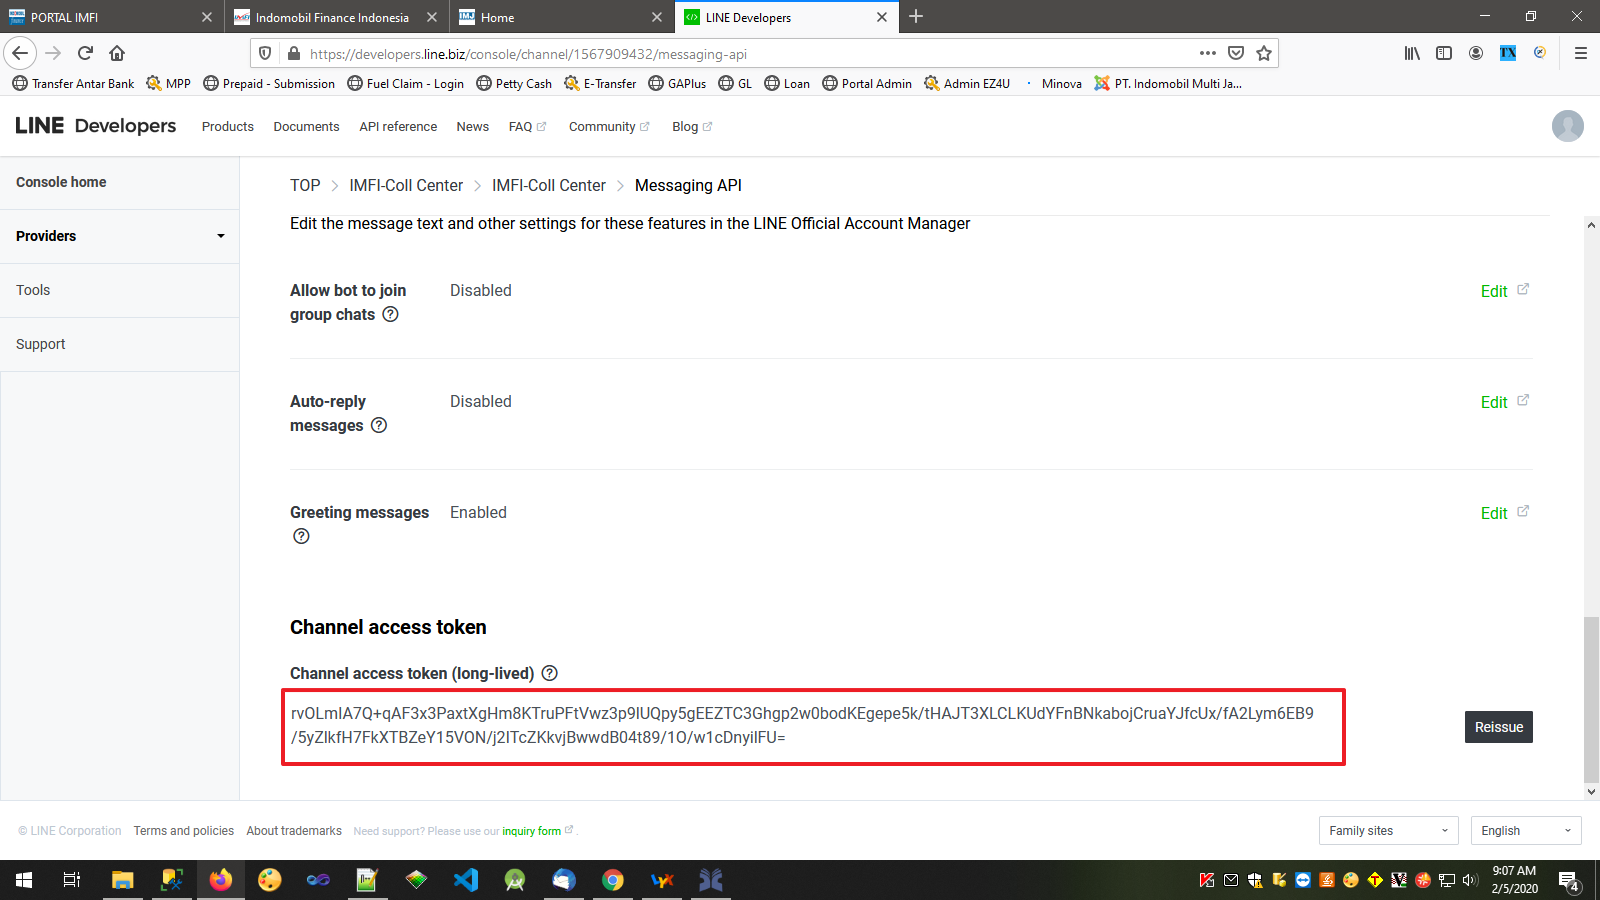 PORTAL IMFI
Indomobil Finance Indonesia
Home
LINE Developers
https://developers.line.biz/console/channel/1567909432/messaging-api
Transfer Antar Bank MPP Prepaid - Submission Fuel Claim - Login Petty Cash E-Transfer GAPlus GL Loan Portal Admin Admin EZ4U Minova PT. Indomobil Multi Ja...
LINE Developers Products Documents API reference News FAQ Community Blog
Console home
Providers
Tools
Support
TOP > IMFI-Coll Center > IMFI-Coll Center > Messaging API
Edit the message text and other settings for these features in the LINE Official Account Manager
Allow bot to join
group chats
Disabled
Edit
Auto-reply
messages
Disabled
Edit
Greeting messages
Enabled
Edit
Channel access token
Channel access token (long-lived)
rvOLmIA7Q+qAF3x3PaxtXgHm8KTruPFtVwz3p9IUQpy5gEEZTC3Ghgp2w0bodKEgepe5k/tHAJT3XLCLKUdYFnBNkabojCruaYJfcUx/fA2Lym6EB9
/5yZIkfH7FkXTBZeY15VON/j2ITcZKkvjBwwdB04t89/1O/w1cDnyilFU=
Reissue
© LINE Corporation Terms and policies About trademarks Need support? Please use our inquiry form .
Family sites
English
9:07 AM
2/5/2020
4